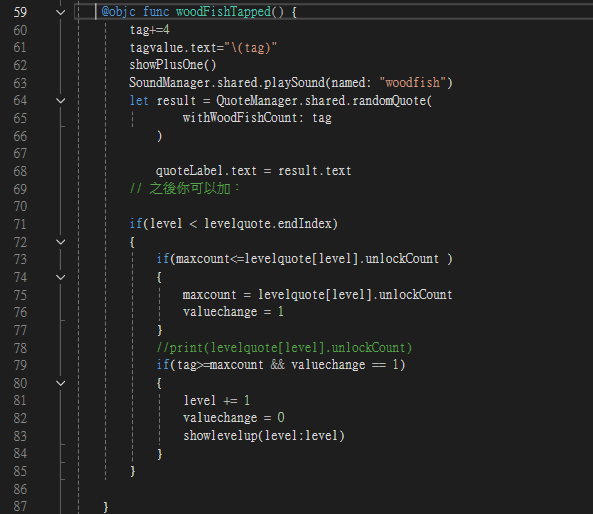 59 @objc func woodFishTapped() {
60 tag+=4
61 tagvalue.text="\(tag)"
62 showPlusOne()
63 SoundManager.shared.playSound(named: "woodfish")
64 let result = QuoteManager.shared.randomQuote(
65 withWoodFishCount: tag
66 )
67
68 quoteLabel.text = result.text
69 // 之後你可以加：
70
71 if(level < levelquote.endIndex)
72 {
73 if(maxcount<=levelquote[level].unlockCount )
74 {
75 maxcount = levelquote[level].unlockCount
76 valuechange = 1
77 }
78 //print(levelquote[level].unlockCount)
79 if(tag>=maxcount && valuechange == 1)
80 {
81 level += 1
82 valuechange = 0
83 showlevelup(level:level)
84 }
85 }
86
87 }